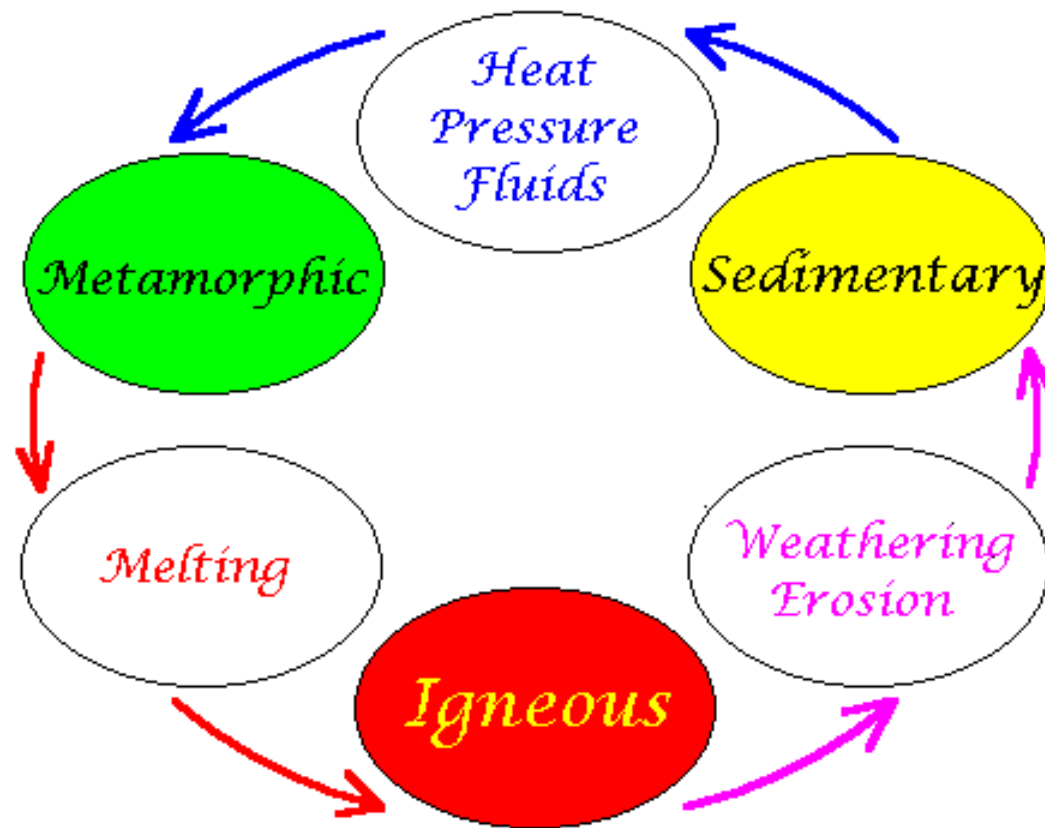 Heat
Pressure
Fluids
Metamorphic
Sedimentary
Melting
Weathering
Erosion
Igneous